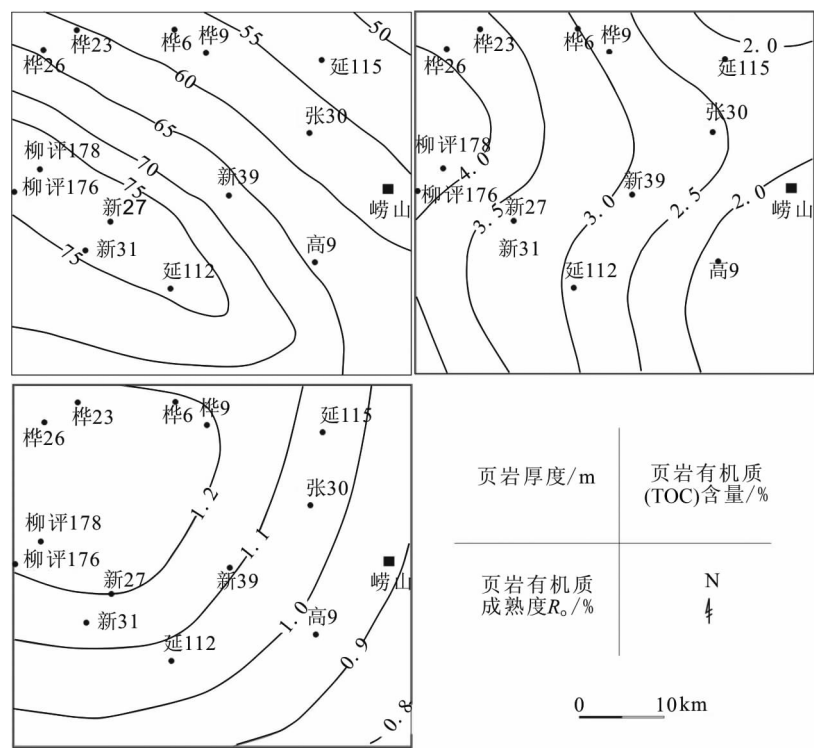 桦23
桦6
桦9
55
50
桦26
延115
60
张30
65
柳评178
70
新39
柳评176
75
崂山
新27
75
新31
高9
延112
桦23
桦6
桦9
2.0
桦26
延115
张30
柳评178
4.0
新39
柳评176
3.5
3.0
2.5
2.0
崂山
新27
新31
高9
延112
桦23
桦6
桦9
延115
桦26
1.2
张30
柳评178
1.1
柳评176
新27
新39
崂山
新31
1.0
高9
延112
0.9
0.8
页岩厚度/m
页岩有机质
(TOC)含量/%
页岩有机质
成熟度Ro/%
N
0 10km